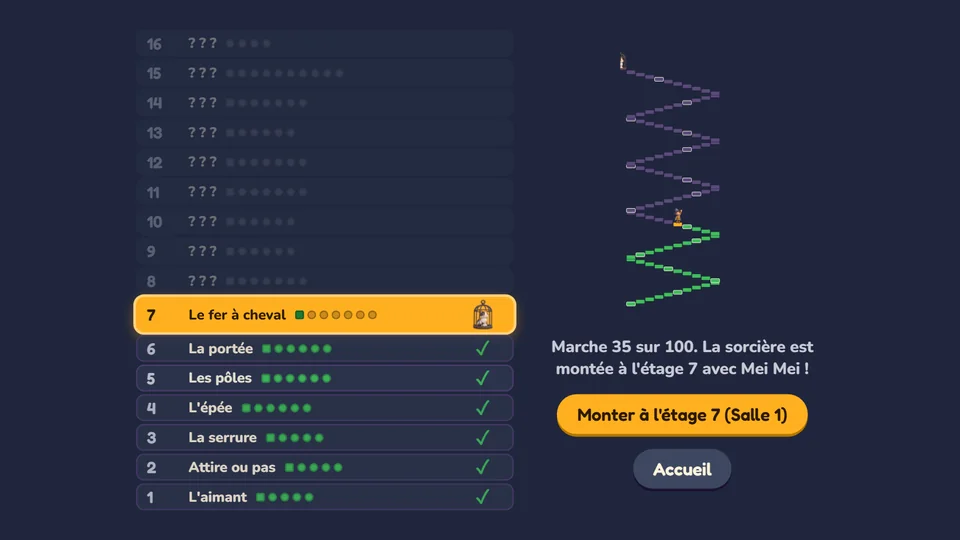 16 ???
15 ???
14 ???
13 ???
12 ???
11 ???
10 ???
9 ???
8 ???
7 Le fer à cheval
6 La portée
5 Les pôles
4 L'épée
3 La serrure
2 Attire ou pas
1 L'aimant
Marche 35 sur 100. La sorcière est
montée à l'étage 7 avec Mei Mei !
Monter à l'étage 7 (Salle 1)
Accueil